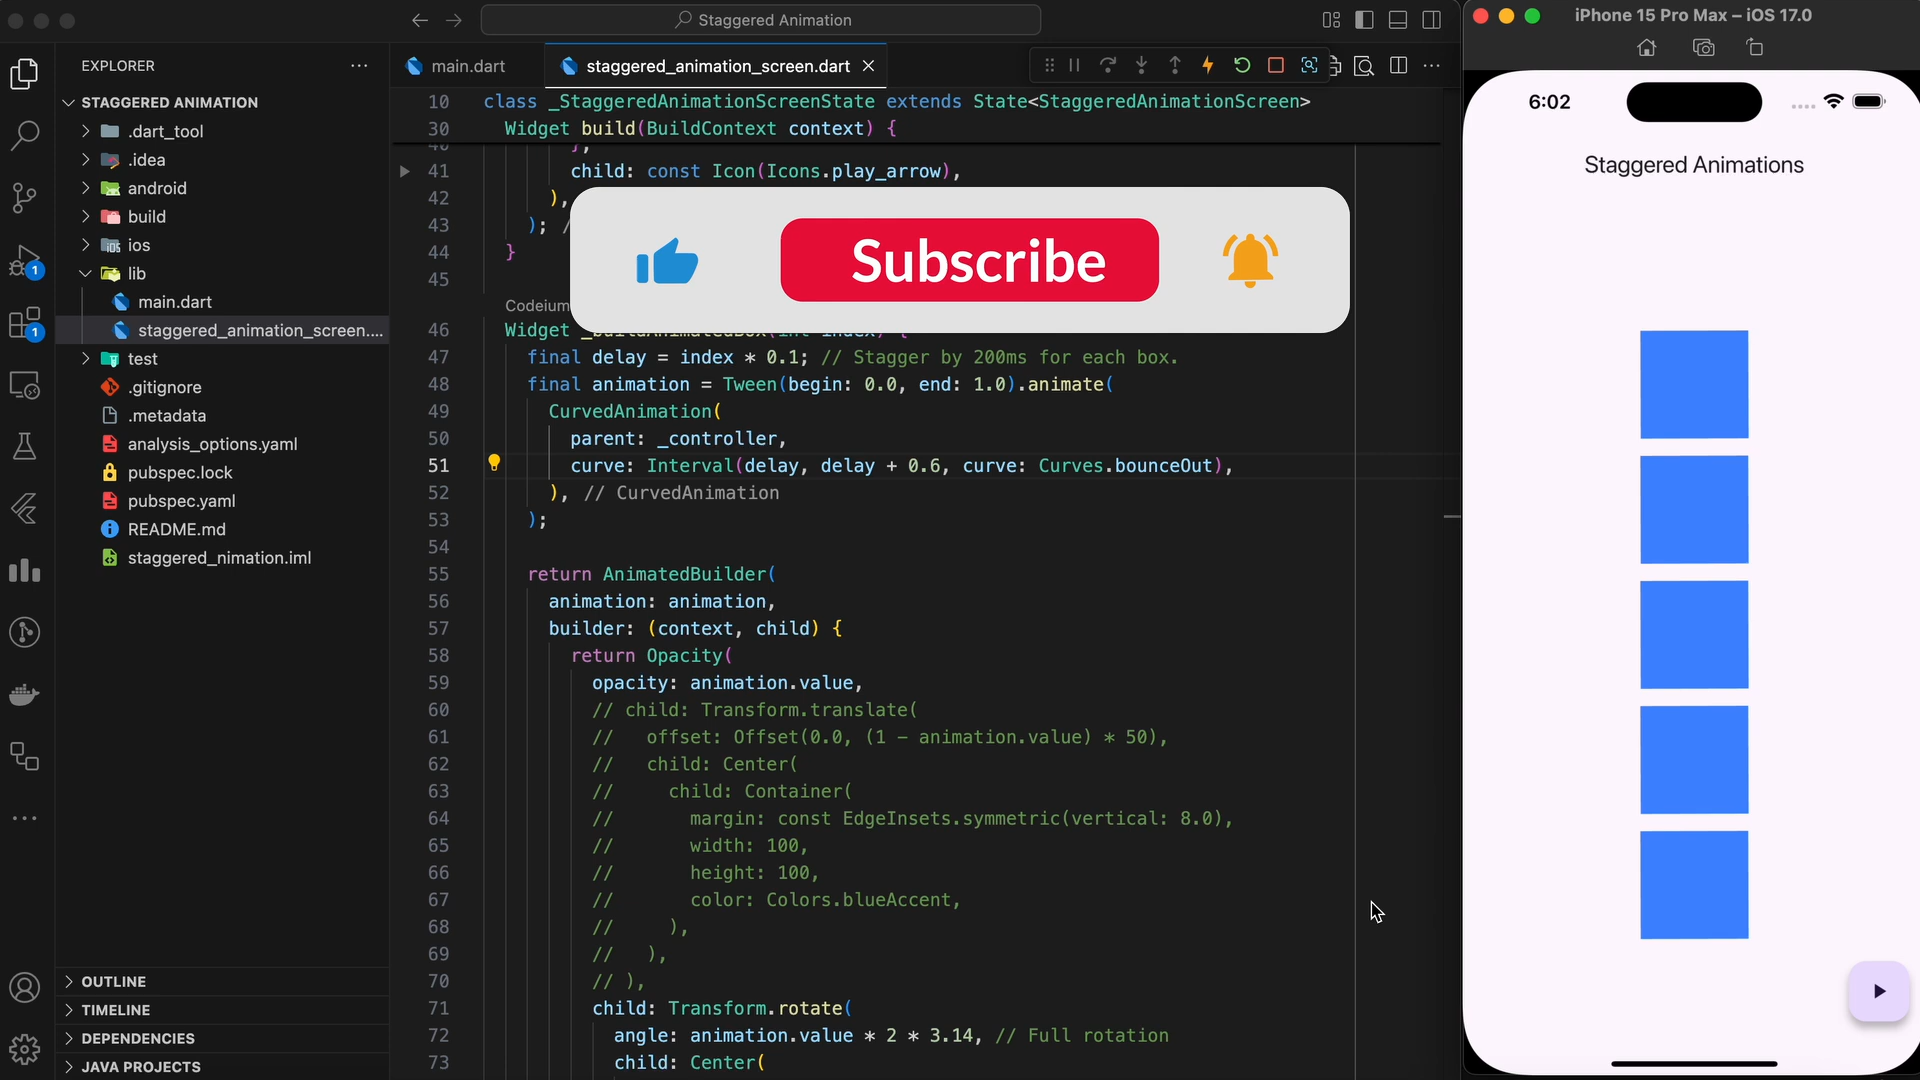 Staggered Animation
iPhone 15 Pro Max – iOS 17.0
EXPLORER
main.dart
staggered_animation_screen.dart
STAGGERED ANIMATION
.dart_tool
.idea
android
build
ios
lib
main.dart
staggered_animation_screen....
test
.gitignore
.metadata
analysis_options.yaml
pubspec.lock
pubspec.yaml
README.md
staggered_nimation.iml
OUTLINE
TIMELINE
DEPENDENCIES
JAVA PROJECTS
1
1
10 class _StaggeredAnimationScreenState extends State<StaggeredAnimationScreen>
30 Widget build(BuildContext context) {
40 },
41 child: const Icon(Icons.play_arrow),
42 ),
43 ); /
44 }
45
Codeium
46 Widget _buildAnimatedBox(int index) {
47 final delay = index * 0.1; // Stagger by 200ms for each box.
48 final animation = Tween(begin: 0.0, end: 1.0).animate(
49 CurvedAnimation(
50 parent: _controller,
51 curve: Interval(delay, delay + 0.6, curve: Curves.bounceOut),
52 ), // CurvedAnimation
53 );
54
55 return AnimatedBuilder(
56 animation: animation,
57 builder: (context, child) {
58 return Opacity(
59 opacity: animation.value,
60 // child: Transform.translate(
61 //   offset: Offset(0.0, (1 - animation.value) * 50),
62 //   child: Center(
63 //     child: Container(
64 //       margin: const EdgeInsets.symmetric(vertical: 8.0),
65 //       width: 100,
66 //       height: 100,
67 //       color: Colors.blueAccent,
68 //     ),
69 //   ),
70 // ),
71 child: Transform.rotate(
72 angle: animation.value * 2 * 3.14, // Full rotation
73 child: Center(
Subscribe
6:02
Staggered Animations